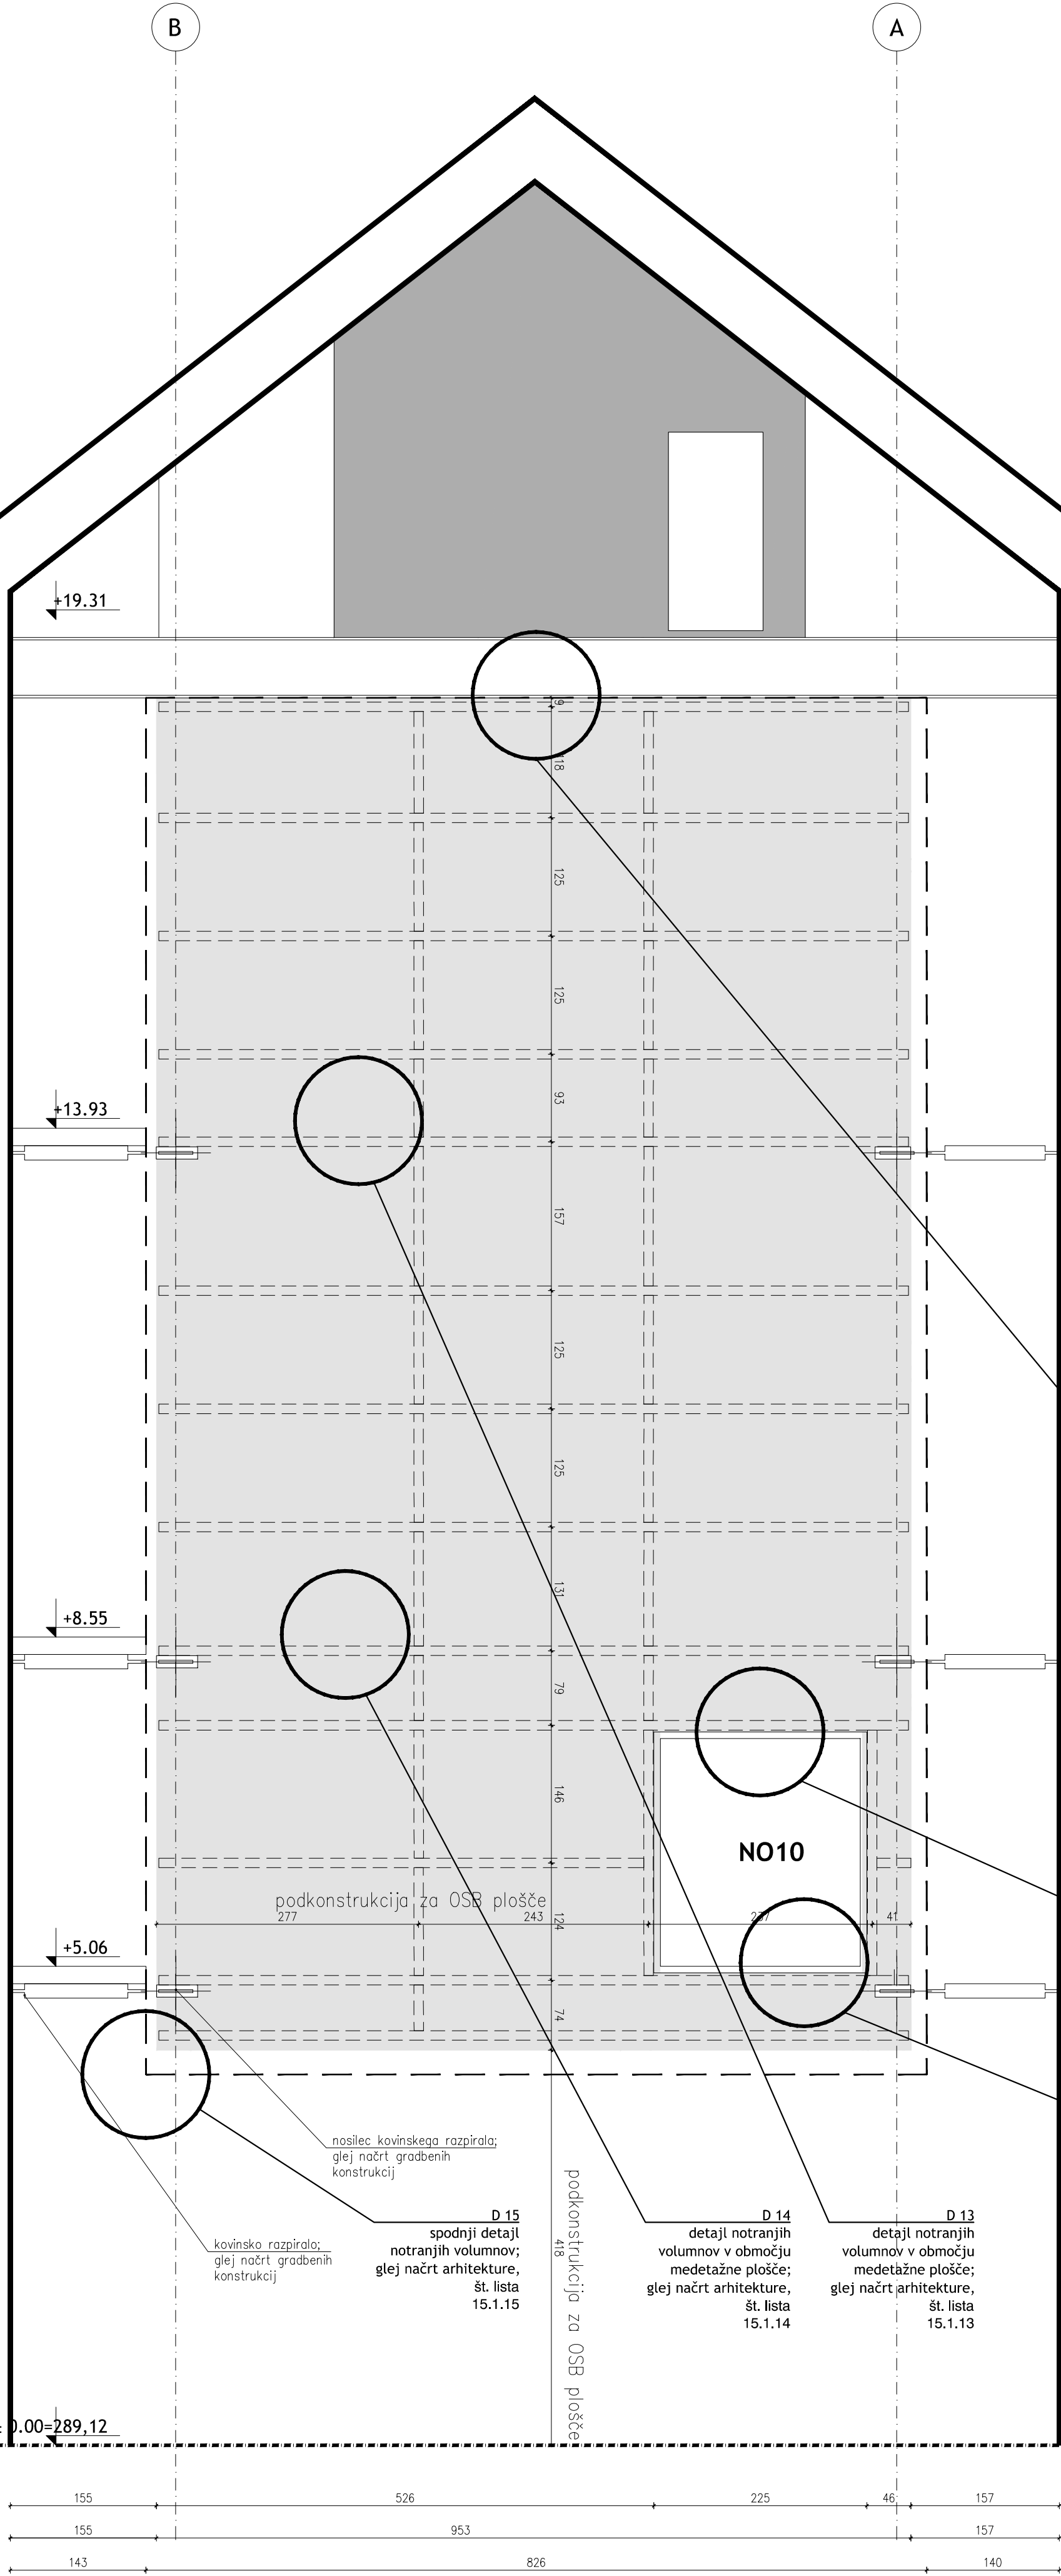 B
A
+19.31
9
118
125
125
93
+13.93
157
125
125
131
+8.55
79
146
NO10
podkonstrukcija za OSB plošče
277
243
124
237
41
+5.06
74
nosilec kovinskega razpirala;
glej načrt gradbenih
konstrukcij
kovinsko razpiralo;
glej načrt gradbenih
konstrukcij
D 15
spodnji detajl
notranjih volumnov;
glej načrt arhitekture,
št. lista
15.1.15
podkonstrukcija za OSB plošče
418
D 14
detajl notranjih
volumnov v območju
medetažne plošče;
glej načrt arhitekture,
št. lista
15.1.14
D 13
detajl notranjih
volumnov v območju
medetažne plošče;
glej načrt arhitekture,
št. lista
15.1.13
± 0.00=289,12
155
526
225
46
157
155
953
157
143
826
140